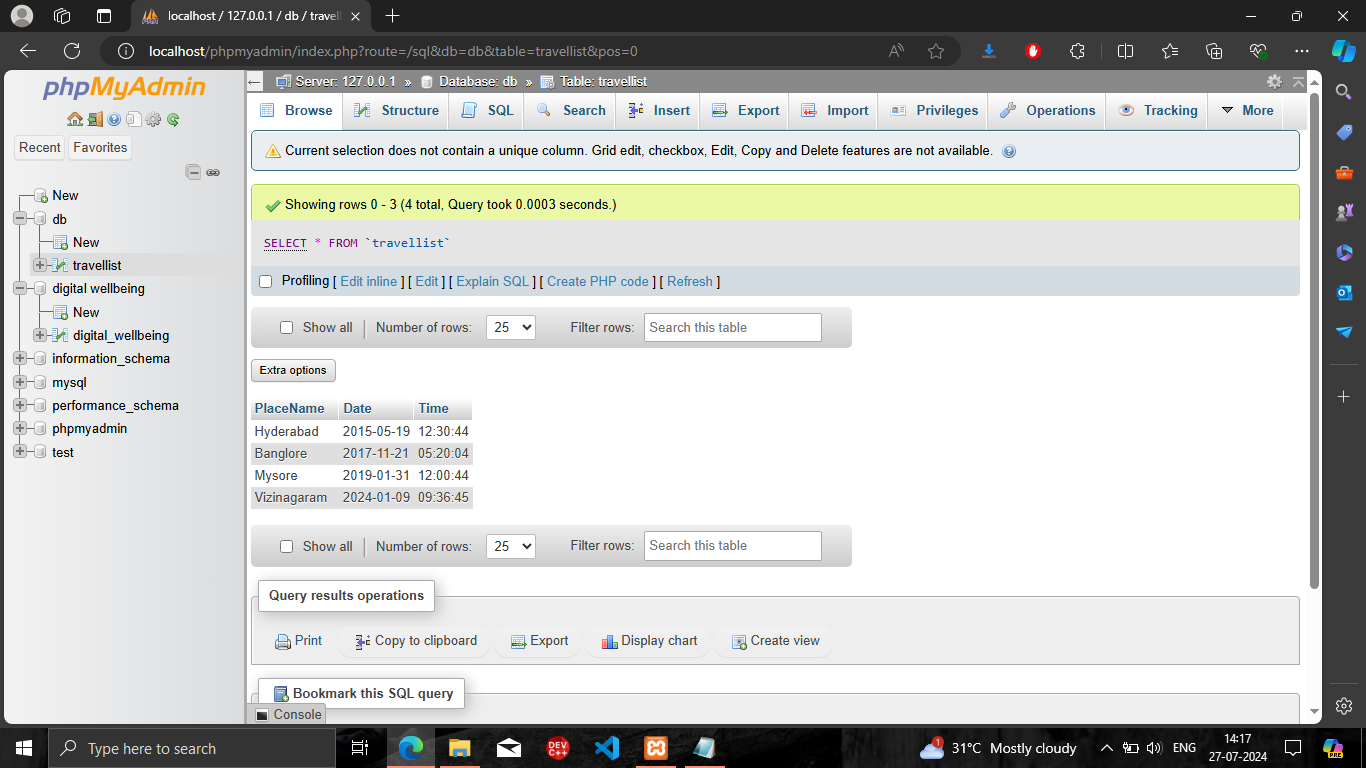 localhost / 127.0.0.1 / db / travell
localhost/phpmyadmin/index.php?route=/sql&db=db&table=travellist&pos=0
phpMyAdmin
Recent Favorites
New
db
New
travellist
digital wellbeing
New
digital_wellbeing
information_schema
mysql
performance_schema
phpmyadmin
test
Server: 127.0.0.1 » Database: db » Table: travellist
Browse Structure SQL Search Insert Export Import Privileges Operations Tracking More
Current selection does not contain a unique column. Grid edit, checkbox, Edit, Copy and Delete features are not available.
Showing rows 0 - 3 (4 total, Query took 0.0003 seconds.)
SELECT * FROM `travellist`
Profiling [ Edit inline ] [ Edit ] [ Explain SQL ] [ Create PHP code ] [ Refresh ]
Show all Number of rows: 25 Filter rows: Search this table
Extra options
PlaceName Date Time
Hyderabad 2015-05-19 12:30:44
Banglore 2017-11-21 05:20:04
Mysore 2019-01-31 12:00:44
Vizinagaram 2024-01-09 09:36:45
Show all Number of rows: 25 Filter rows: Search this table
Query results operations
Print Copy to clipboard Export Display chart Create view
Bookmark this SQL query
Console
Type here to search
DEV C++
1
31°C Mostly cloudy
ENG
14:17
27-07-2024
PRE